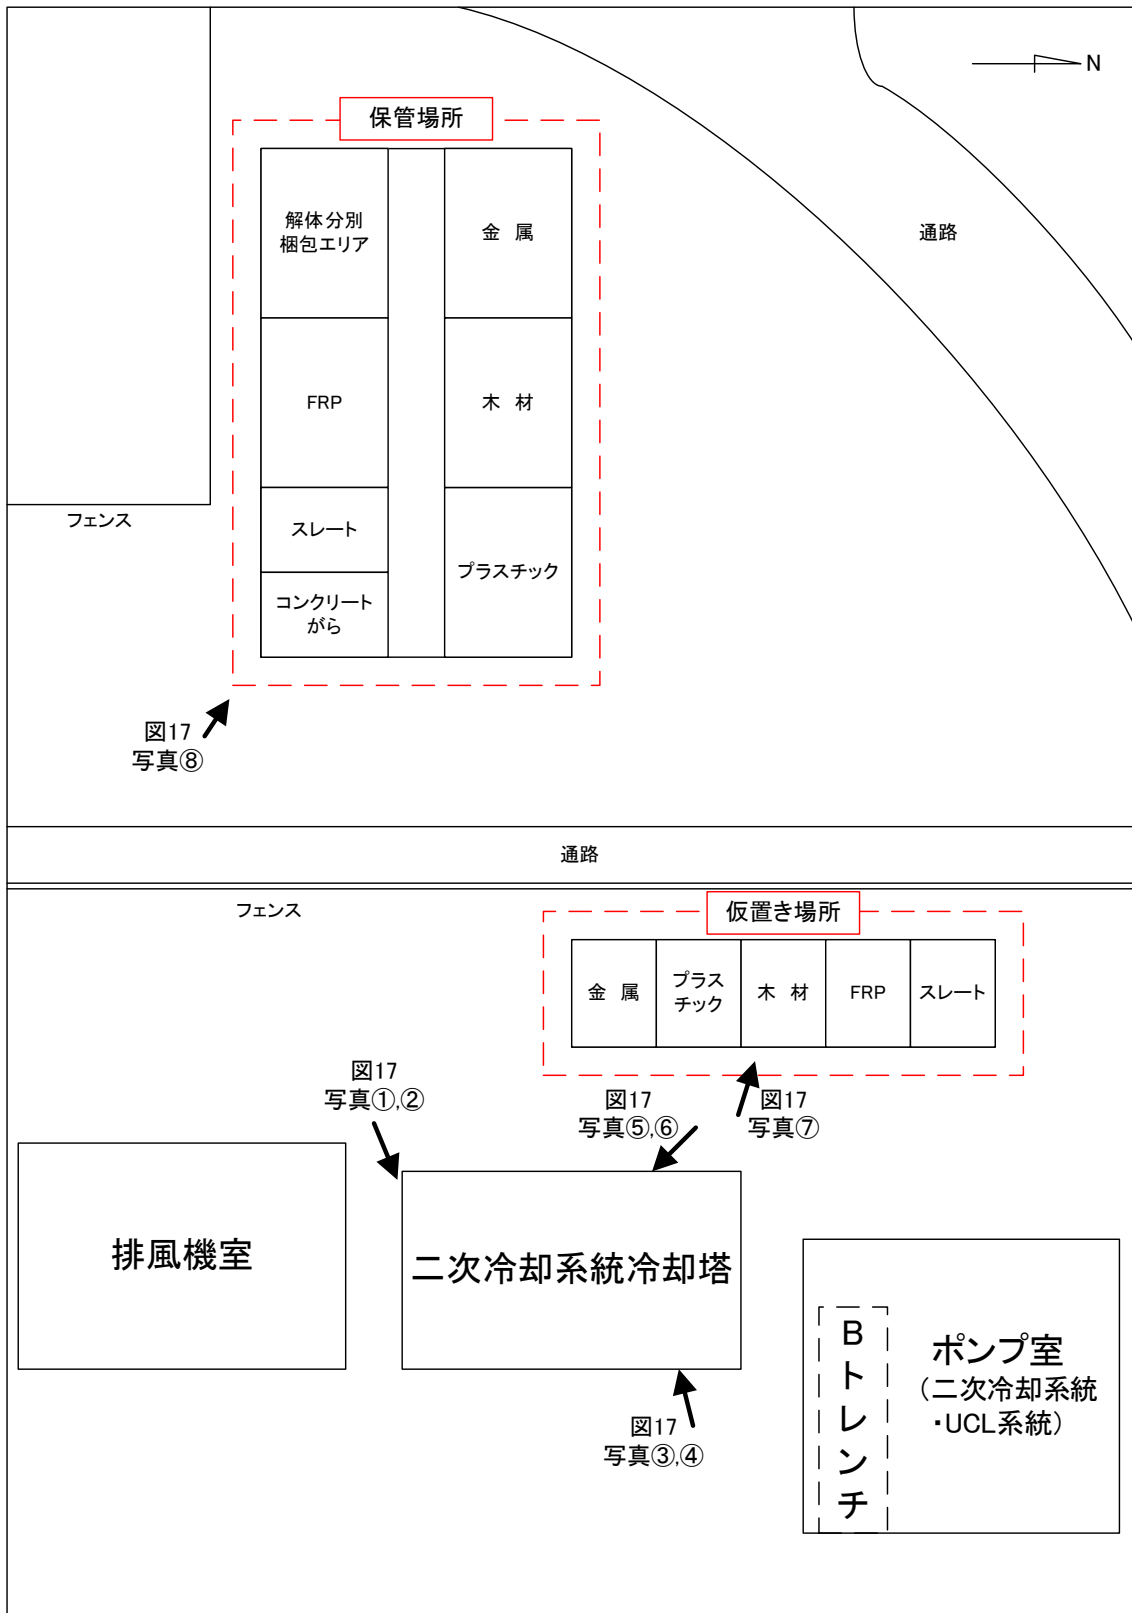 N
保管場所
解体分別
梱包エリア
金 属
通路
FRP
木 材
フェンス
スレート
プラスチック
コンクリート
がら
図17
写真⑧
通路
フェンス
仮置き場所
金 属
プラス
チック
木 材
FRP
スレート
図17
写真①,②
図17
写真⑤,⑥
図17
写真⑦
排風機室
二次冷却系統冷却塔
Bトレンチ
ポンプ室
(二次冷却系統
・UCL系統)
図17
写真③,④